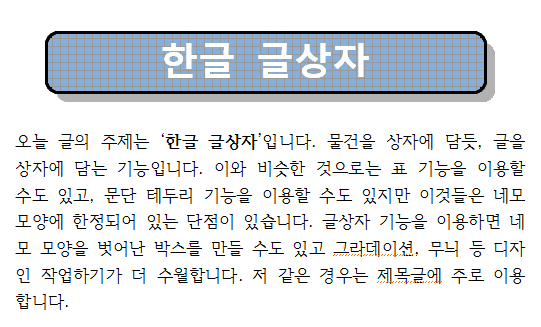 한글 글상자
오늘 글의 주제는 ‘한글 글상자’입니다. 물건을 상자에 담듯, 글을
상자에 담는 기능입니다. 이와 비슷한 것으로는 표 기능을 이용할
수도 있고, 문단 테두리 기능을 이용할 수도 있지만 이것들은 네모
모양에 한정되어 있는 단점이 있습니다. 글상자 기능을 이용하면 네
모 모양을 벗어난 박스를 만들 수도 있고 그라데이션, 무늬 등 디자
인 작업하기가 더 수월합니다. 저 같은 경우는 제목글에 주로 이용
합니다.